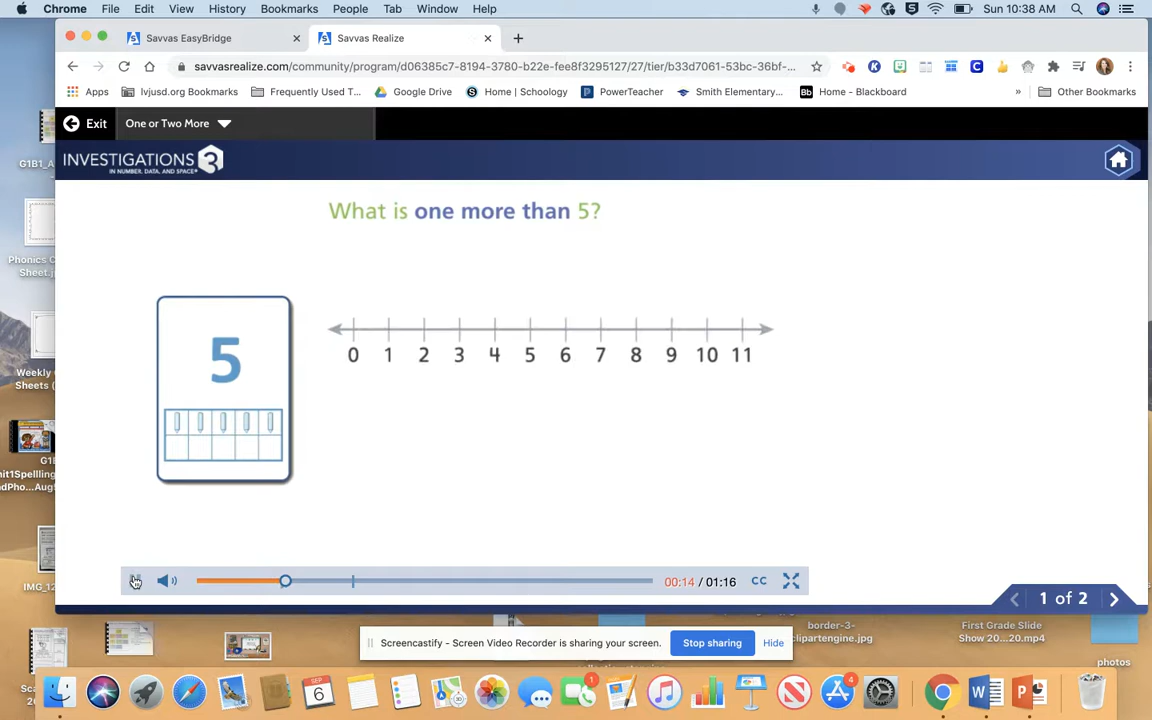 Chrome File Edit View History Bookmarks People Tab Window Help Sun 10:38 AM
Savvas EasyBridge Savvas Realize
savvasrealize.com/community/program/d06385c7-8194-3780-b22e-fee8f3295127/27/tier/b33d7061-53bc-36bf-...
Apps lvjusd.org Bookmarks Frequently Used T... Google Drive Home | Schoology PowerTeacher Smith Elementary... Home - Blackboard » Other Bookmarks
Exit One or Two More
INVESTIGATIONS 3
IN NUMBER, DATA, AND SPACE
What is one more than 5?
5
0 1 2 3 4 5 6 7 8 9 10 11
00:14 / 01:16 CC
1 of 2
G1B1_A
Phonics C
Sheet.j
Weekly
Sheets (
G1
IMG_12
Screencastify - Screen Video Recorder is sharing your screen. Stop sharing Hide
border-3-
clipartengine.jpg
First Grade Slide
Show 20...20.mp4
photos
SEP
6
1
4